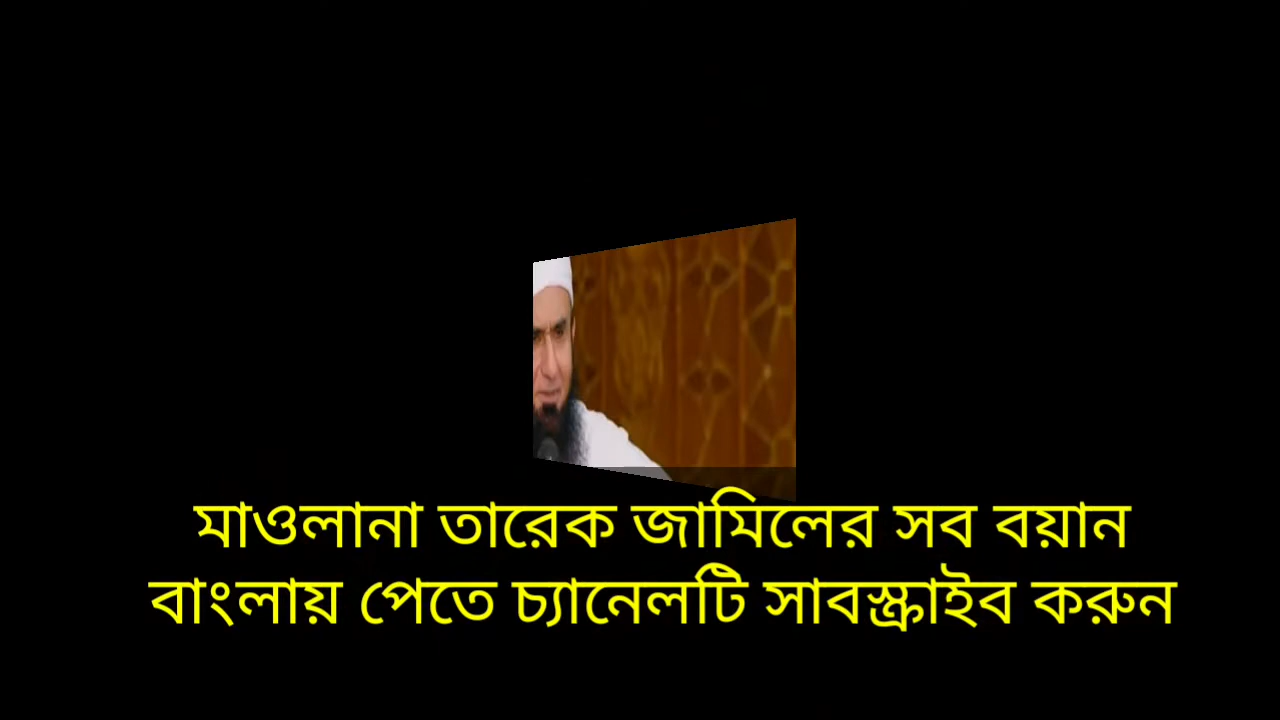 মাওলানা তারেক জামিলের সব বয়ান
বাংলায় পেতে চ্যানেলটি সাবস্ক্রাইব করুন